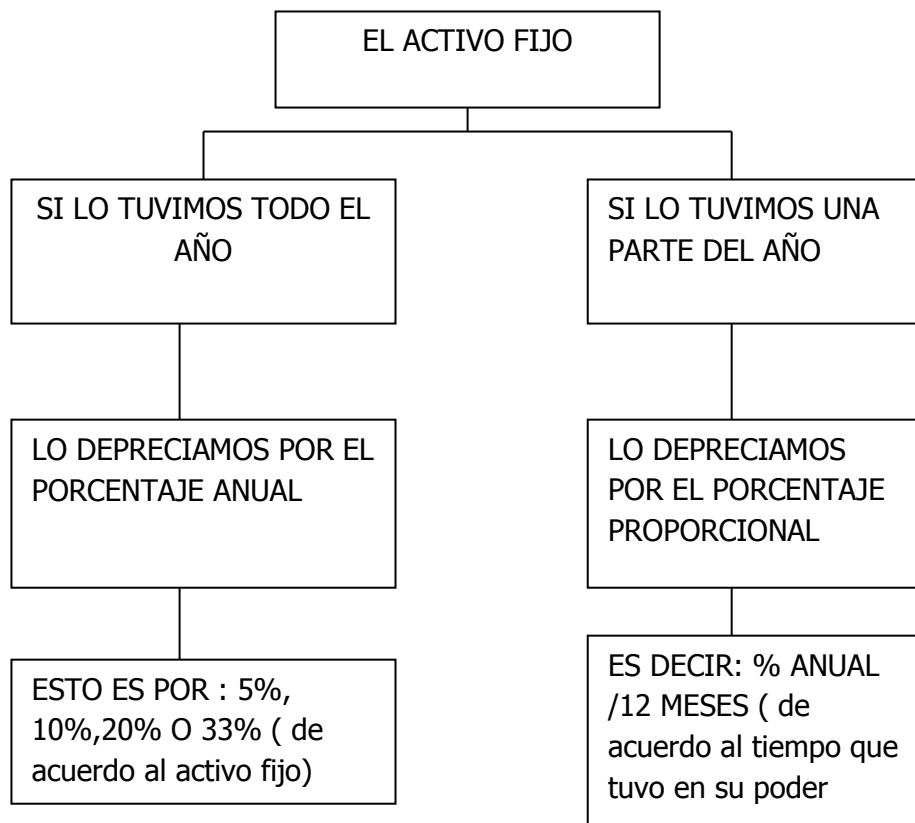 EL ACTIVO FIJO
SI LO TUVIMOS TODO EL
AÑO
SI LO TUVIMOS UNA
PARTE DEL AÑO
LO DEPRECIAMOS POR EL
PORCENTAJE ANUAL
LO DEPRECIAMOS
POR EL PORCENTAJE
PROPORCIONAL
ESTO ES POR : 5%,
10%,20% O 33% ( de
acuerdo al activo fijo)
ES DECIR: % ANUAL
/12 MESES ( de
acuerdo al tiempo que
tuvo en su poder